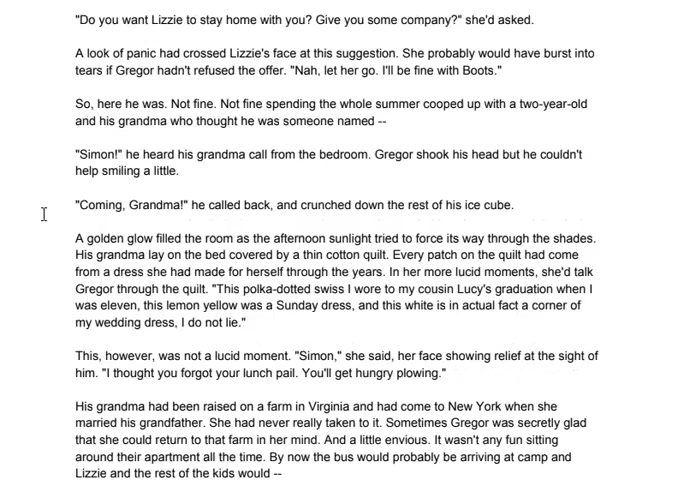 "Do you want Lizzie to stay home with you? Give you some company?" she'd asked.
A look of panic had crossed Lizzie's face at this suggestion. She probably would have burst into
tears if Gregor hadn't refused the offer. "Nah, let her go. I'll be fine with Boots."
So, here he was. Not fine. Not fine spending the whole summer cooped up with a two-year-old
and his grandma who thought he was someone named --
"Simon!" he heard his grandma call from the bedroom. Gregor shook his head but he couldn't
help smiling a little.
"Coming, Grandma!" he called back, and crunched down the rest of his ice cube.
A golden glow filled the room as the afternoon sunlight tried to force its way through the shades.
His grandma lay on the bed covered by a thin cotton quilt. Every patch on the quilt had come
from a dress she had made for herself through the years. In her more lucid moments, she'd talk
Gregor through the quilt. "This polka-dotted swiss I wore to my cousin Lucy's graduation when I
was eleven, this lemon yellow was a Sunday dress, and this white is in actual fact a corner of
my wedding dress, I do not lie."
This, however, was not a lucid moment. "Simon," she said, her face showing relief at the sight of
him. "I thought you forgot your lunch pail. You'll get hungry plowing."
His grandma had been raised on a farm in Virginia and had come to New York when she
married his grandfather. She had never really taken to it. Sometimes Gregor was secretly glad
that she could return to that farm in her mind. And a little envious. It wasn't any fun sitting
around their apartment all the time. By now the bus would probably be arriving at camp and
Lizzie and the rest of the kids would --